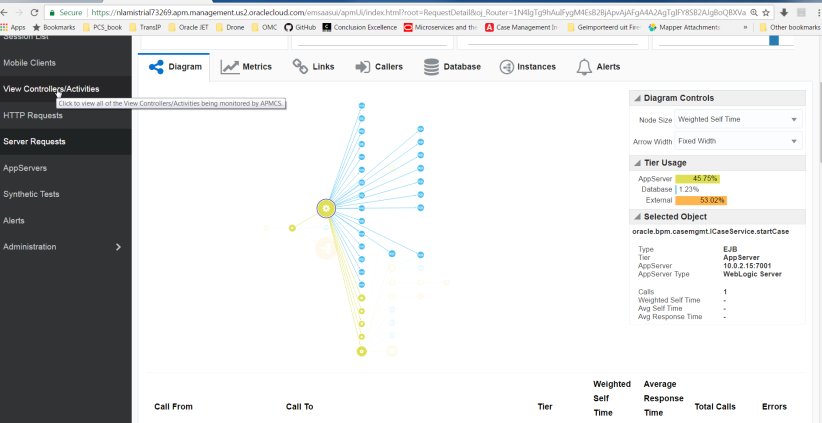 Secure | https://nlamistrial73269.apm.management.us2.oraclecloud.com/emsaasui/apmUi/index.html?root=RequestDetail&oj_Router=
Apps Bookmarks PCS_book TransIP Oracle JET Drone OMC GitHub Conclusion Excellence Microservices and the Case Management In Geïmporteerd uit Fire Mapper Attachments » Other bookmarks
Session List
Mobile Clients
View Controllers/Activities
Click to view all of the View Controllers/Activities being monitored by APMCS.
HTTP Requests
Server Requests
AppServers
Synthetic Tests
Alerts
Administration
Diagram Metrics Links Callers Database Instances Alerts
Diagram Controls
Node Size Weighted Self Time
Arrow Width Fixed Width
Tier Usage
AppServer 45.75%
Database 1.23%
External 53.02%
Selected Object
oracle.bpm.casemgmt.ICaseService.startCase
Type EJB
Tier AppServer
AppServer 10.0.2.15:7001
AppServer Type WebLogic Server
Calls 1
Weighted Self Time -
Avg Self Time -
Avg Response Time -
Call From Call To Tier Weighted Self Time Average Response Time Total Calls Errors